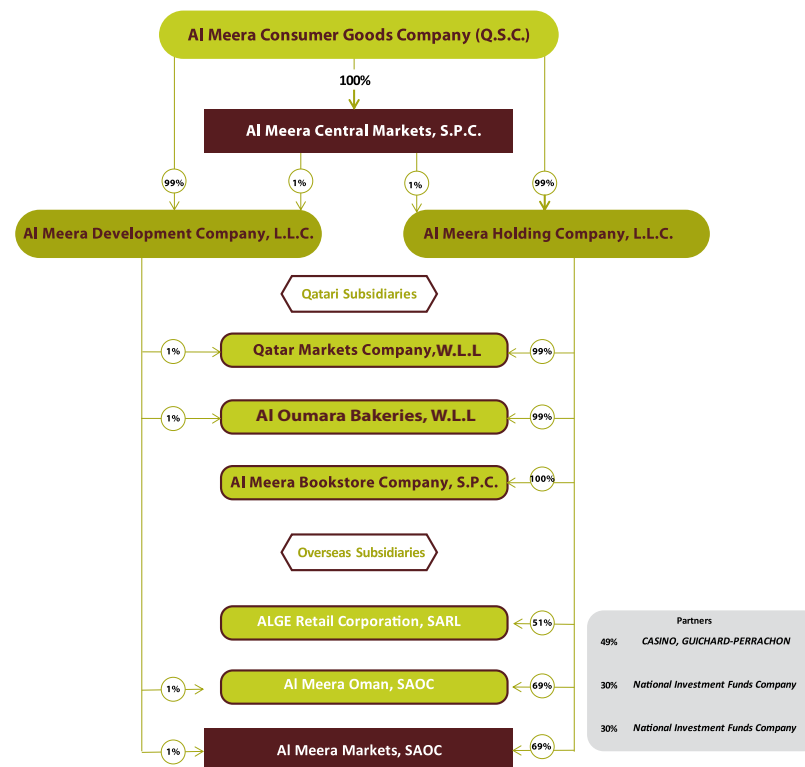 Al Meera Consumer Goods Company (Q.S.C.)
100%
Al Meera Central Markets, S.P.C.
99% 1% 1% 99%
Al Meera Development Company, L.L.C. Al Meera Holding Company, L.L.C.
Qatari Subsidiaries
1% Qatar Markets Company,W.L.L 99%
1% Al Oumara Bakeries, W.L.L 99%
Al Meera Bookstore Company, S.P.C. 100%
Overseas Subsidiaries
Partners
ALGE Retail Corporation, SARL 51% 49% CASINO, GUICHARD-PERRACHON
1% Al Meera Oman, SAOC 69% 30% National Investment Funds Company
1% Al Meera Markets, SAOC 69% 30% National Investment Funds Company